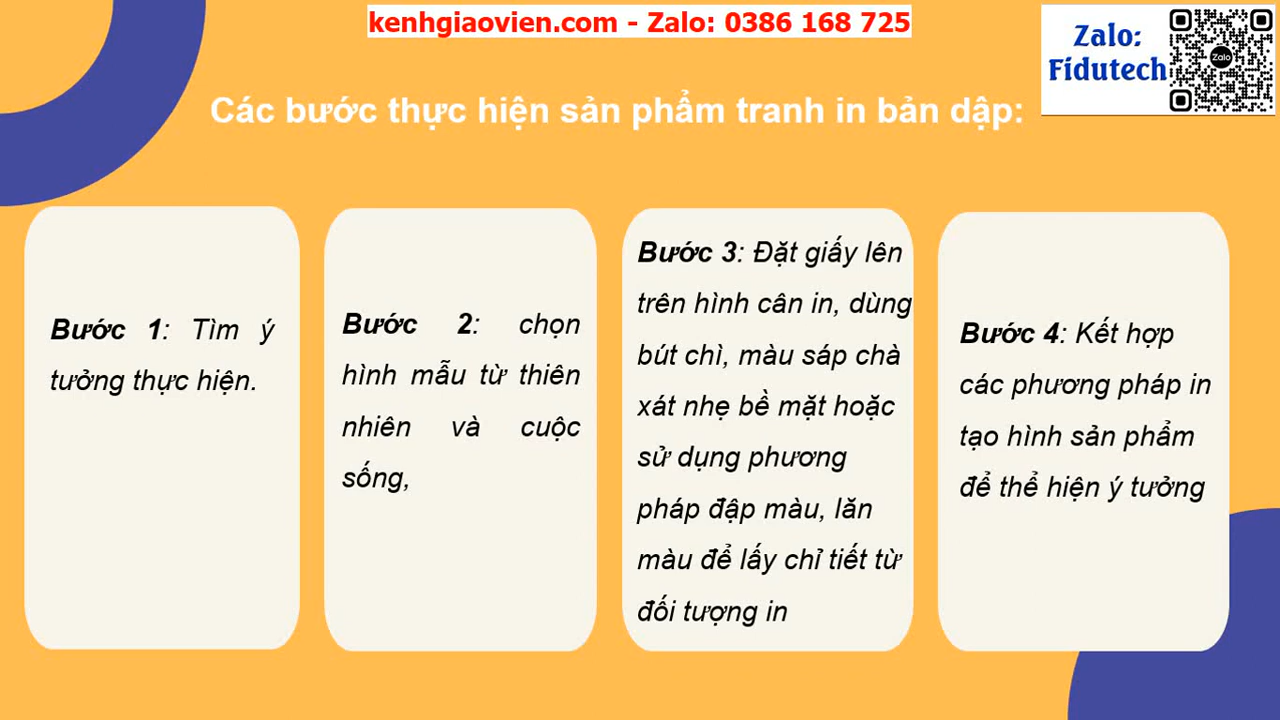 kenhgiaovien.com - Zalo: 0386 168 725
Zalo:
Fidutech
Zalo
Các bước thực hiện sản phẩm tranh in bản dập:
Bước 1: Tìm ý
tưởng thực hiện.
Bước 2: chọn
hình mẫu từ thiên
nhiên và cuộc
sống,
Bước 3: Đặt giấy lên
trên hình cân in, dùng
bút chì, màu sáp chà
xát nhẹ bề mặt hoặc
sử dụng phương
pháp đập màu, lăn
màu để lấy chỉ tiết từ
đối tượng in
Bước 4: Kết hợp
các phương pháp in
tạo hình sản phẩm
để thể hiện ý tưởng